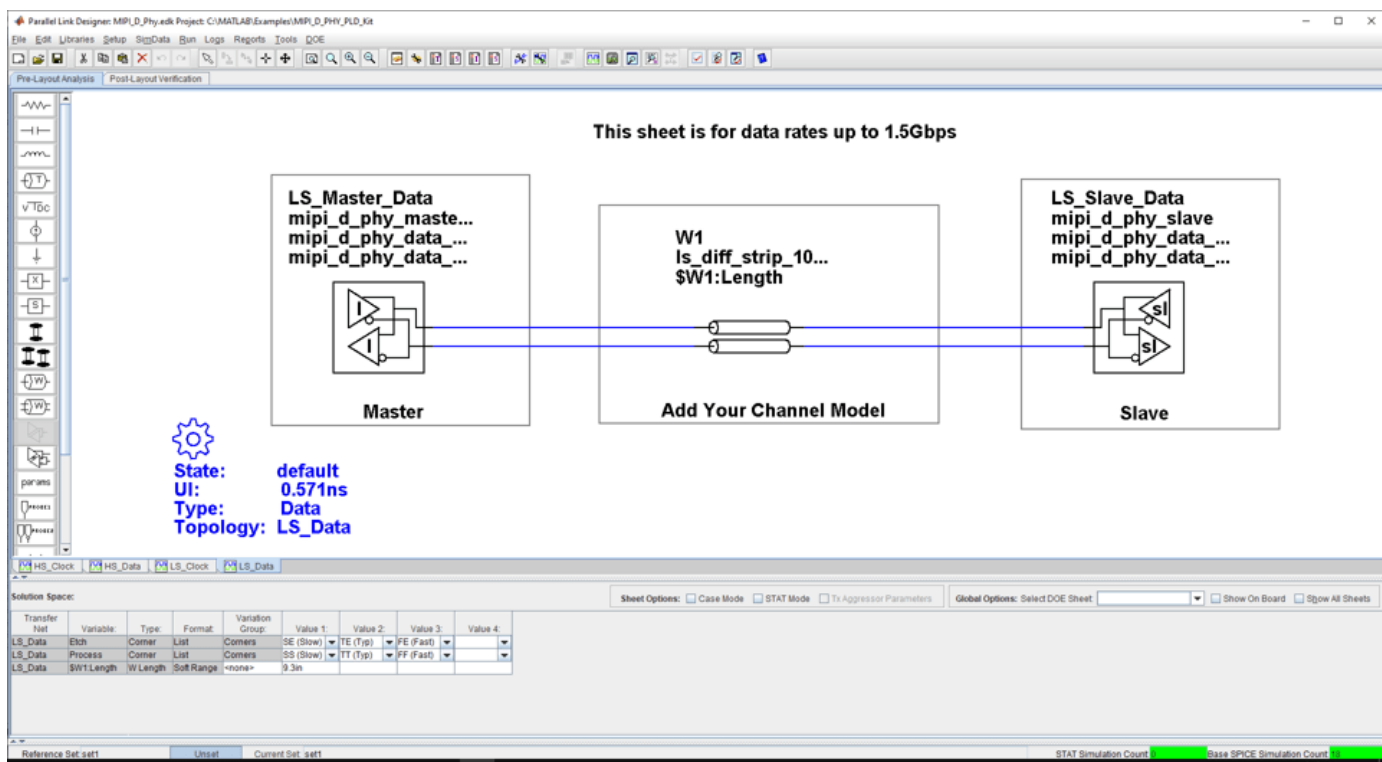 Parallel Link Designer: MIPI_D_Phy.edk Project: C:\MATLAB\Examples\MIPI_D_PHY_PLD_Kit
File Edit Libraries Setup SimData Run Logs Reports Tools DOE
Pre-Layout Analysis Post-Layout Verification
This sheet is for data rates up to 1.5Gbps
LS_Master_Data
mipi_d_phy_maste...
mipi_d_phy_data_...
mipi_d_phy_data_...
Master
W1
ls_diff_strip_10...
$W1:Length
Add Your Channel Model
LS_Slave_Data
mipi_d_phy_slave
mipi_d_phy_data_...
mipi_d_phy_data_...
sl
sl
Slave
T
X
S
W
W
params
State: default
UI: 0.571ns
Type: Data
Topology: LS_Data
HS_Clock HS_Data LS_Clock LS_Data
Solution Space:
Sheet Options: Case Mode STAT Mode Tx Aggressor Parameters
Global Options: Select DOE Sheet: Show On Board Show All Sheets
Transfer Net Variable: Type: Format: Variation Group: Value 1: Value 2: Value 3: Value 4:
LS_Data Etch Corner List Corners SE (Slow) TE (Typ) FE (Fast)
LS_Data Process Corner List Corners SS (Slow) TT (Typ) FF (Fast)
LS_Data $W1:Length W Length Soft Range <none> 9.3in
Reference Set: set1 Unset Current Set: set1 STAT Simulation Count: 0 Base SPICE Simulation Count: